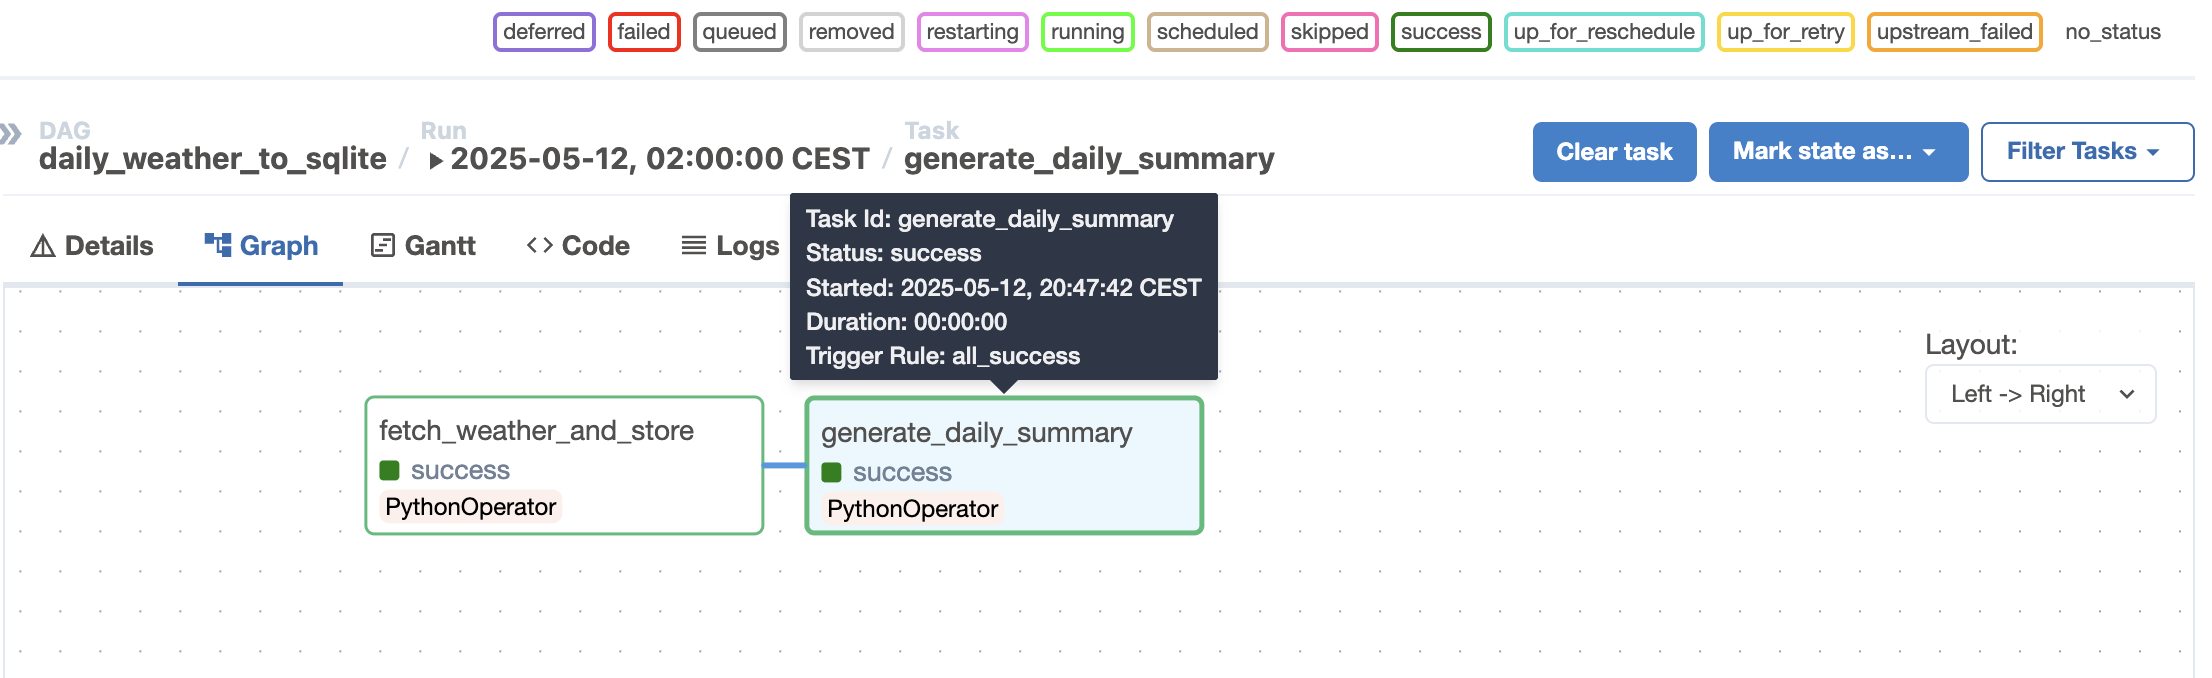 deferred failed queued removed restarting running scheduled skipped success up_for_reschedule up_for_retry upstream_failed no_status
DAG Run Task
daily_weather_to_sqlite / 2025-05-12, 02:00:00 CEST / generate_daily_summary
Clear task Mark state as... Filter Tasks
Details Graph Gantt <> Code Logs
Task Id: generate_daily_summary
Status: success
Started: 2025-05-12, 20:47:42 CEST
Duration: 00:00:00
Trigger Rule: all_success
Layout:
Left -> Right
fetch_weather_and_store
success
PythonOperator
generate_daily_summary
success
PythonOperator